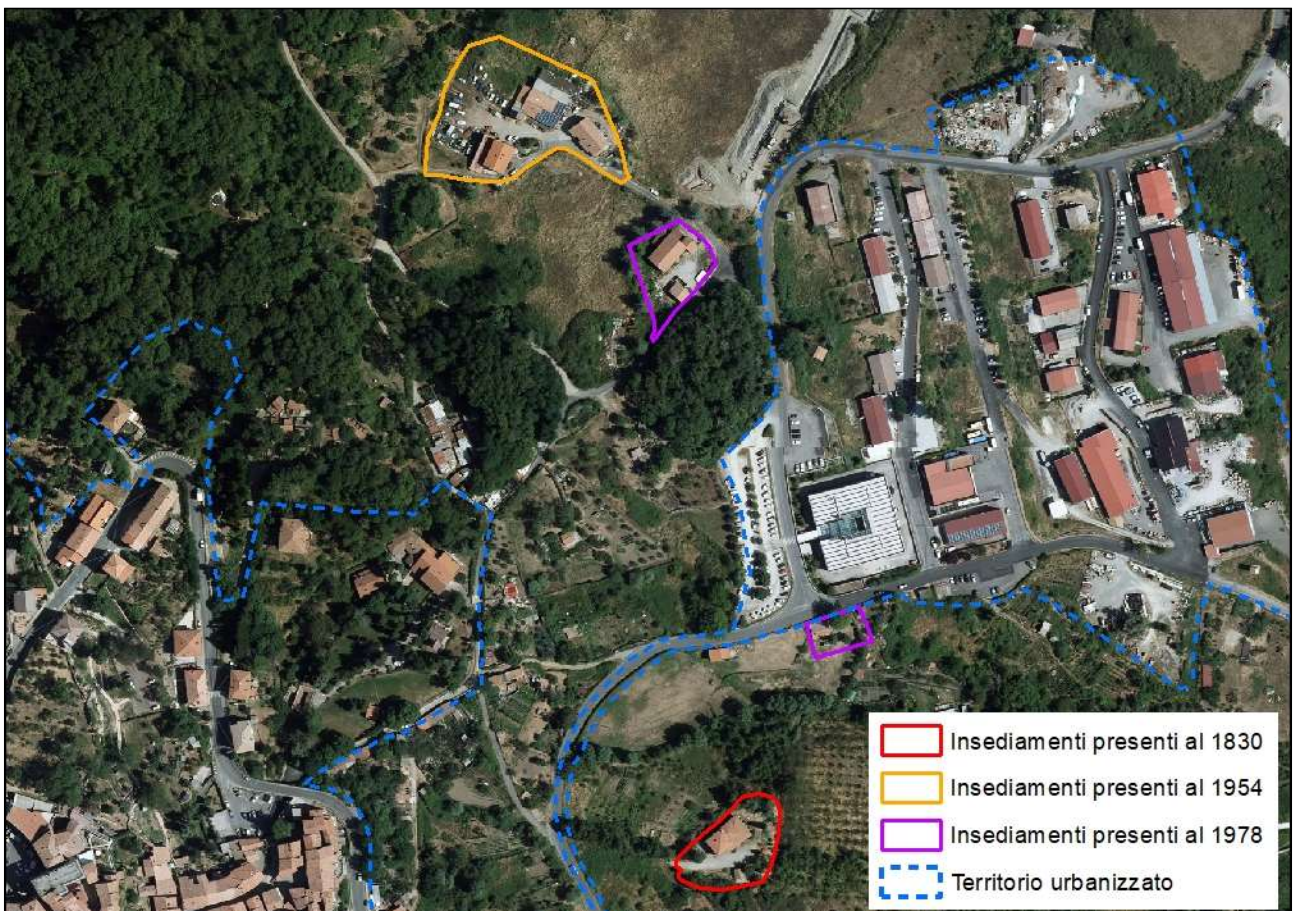 Insediamenti presenti al 1830
Insediamenti presenti al 1954
Insediamenti presenti al 1978
Territorio urbanizzato